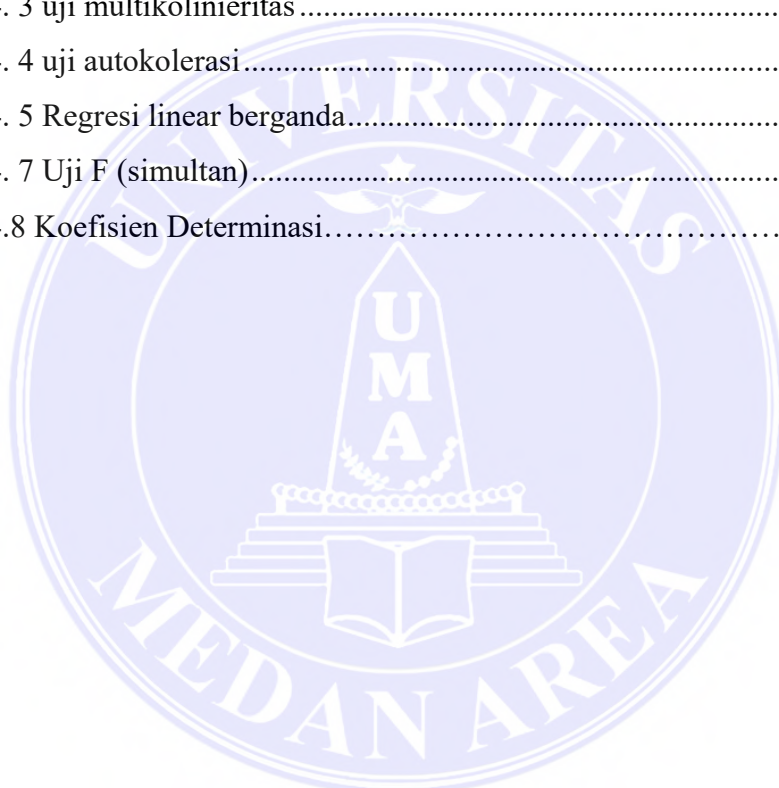 . 3 uji multikolinieritas....................................................................
. 4 uji autokolerasi...........................................................................
. 5 Regresi linear berganda.............................................................
. 7 Uji F (simultan)..........................................................................
.8 Koefisien Determinasi……………………………………
UNIVERSITAS
U
M
A
MEDAN AREA